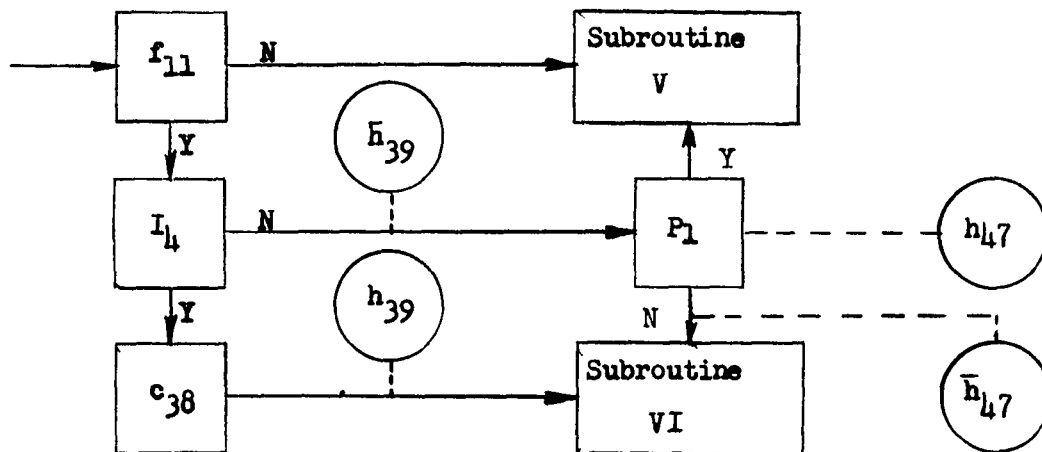 f₁₁
N
Subroutine
V
Y
h̄₃₉
Y
I₄
N
P₁
h₄₇
Y
h₃₉
N
c₃₈
Subroutine
VI
h̄₄₇